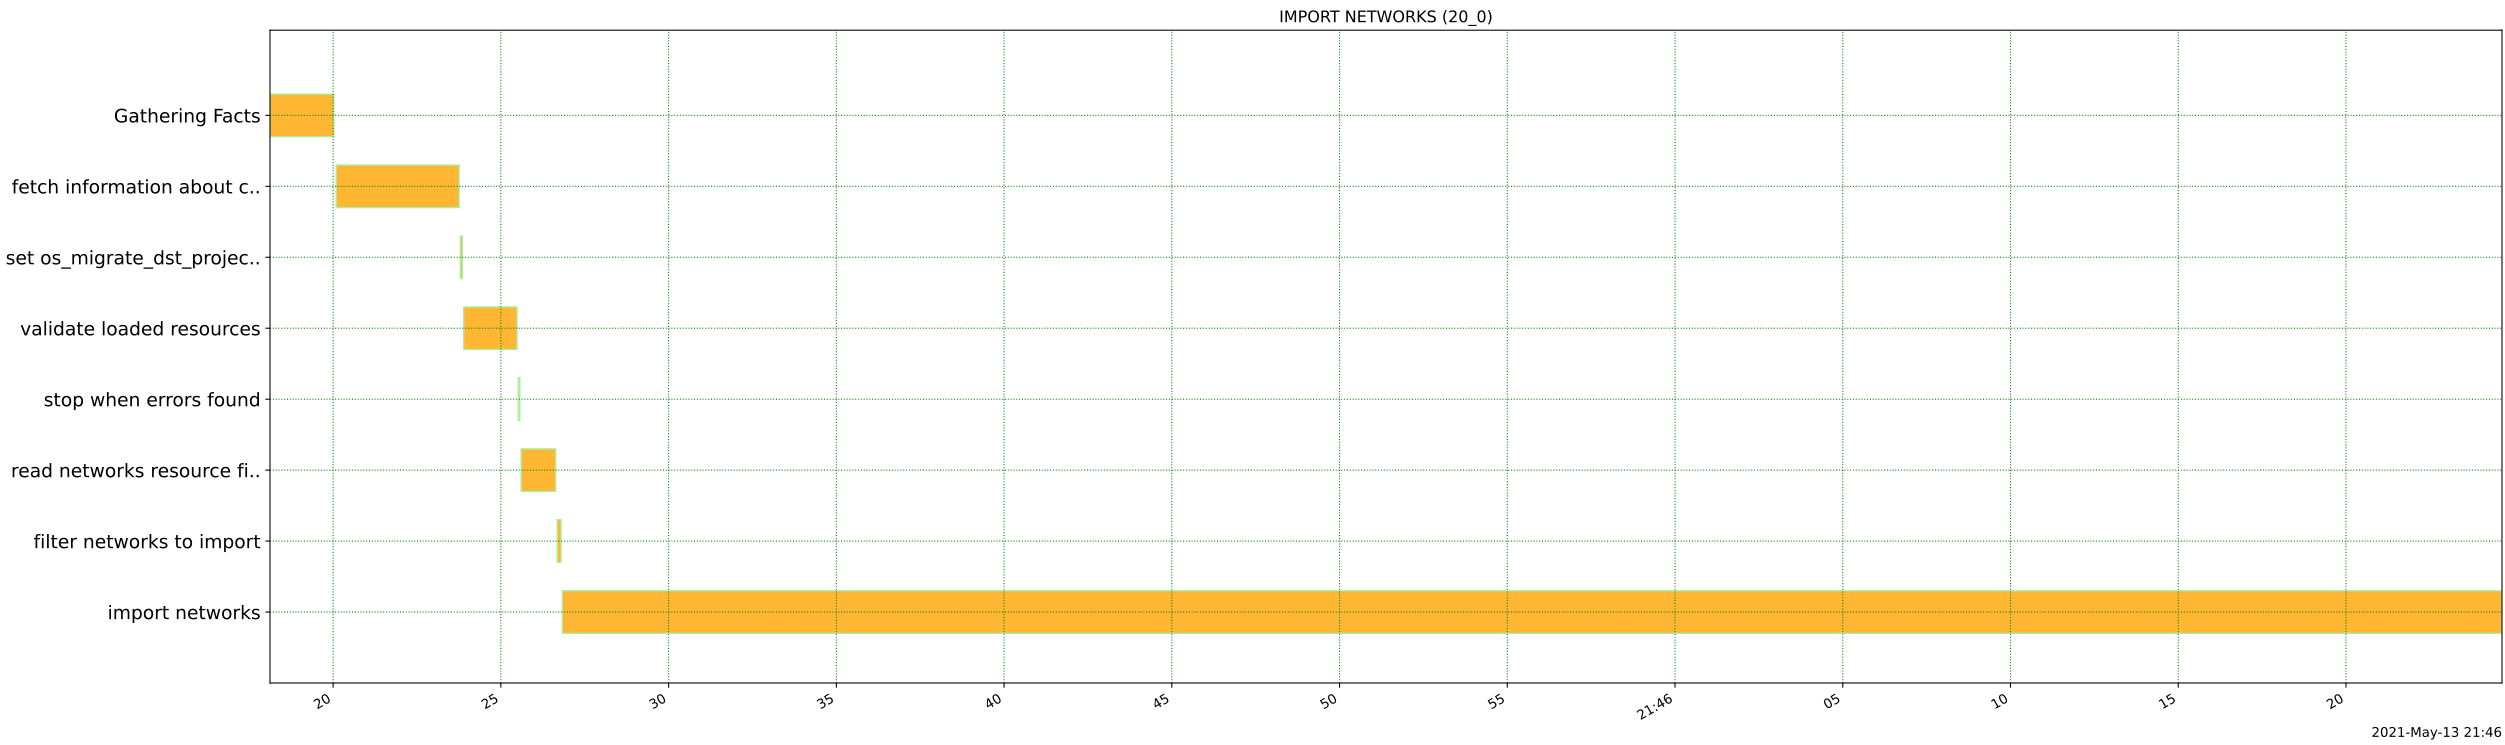 IMPORT NETWORKS (20_0)
Gathering Facts
fetch information about c..
set os_migrate_dst_projec..
validate loaded resources
stop when errors found
read networks resource fi..
filter networks to import
import networks
20 25 30 35 40 45 50 55 21:46 05 10 15 20
2021-May-13 21:46